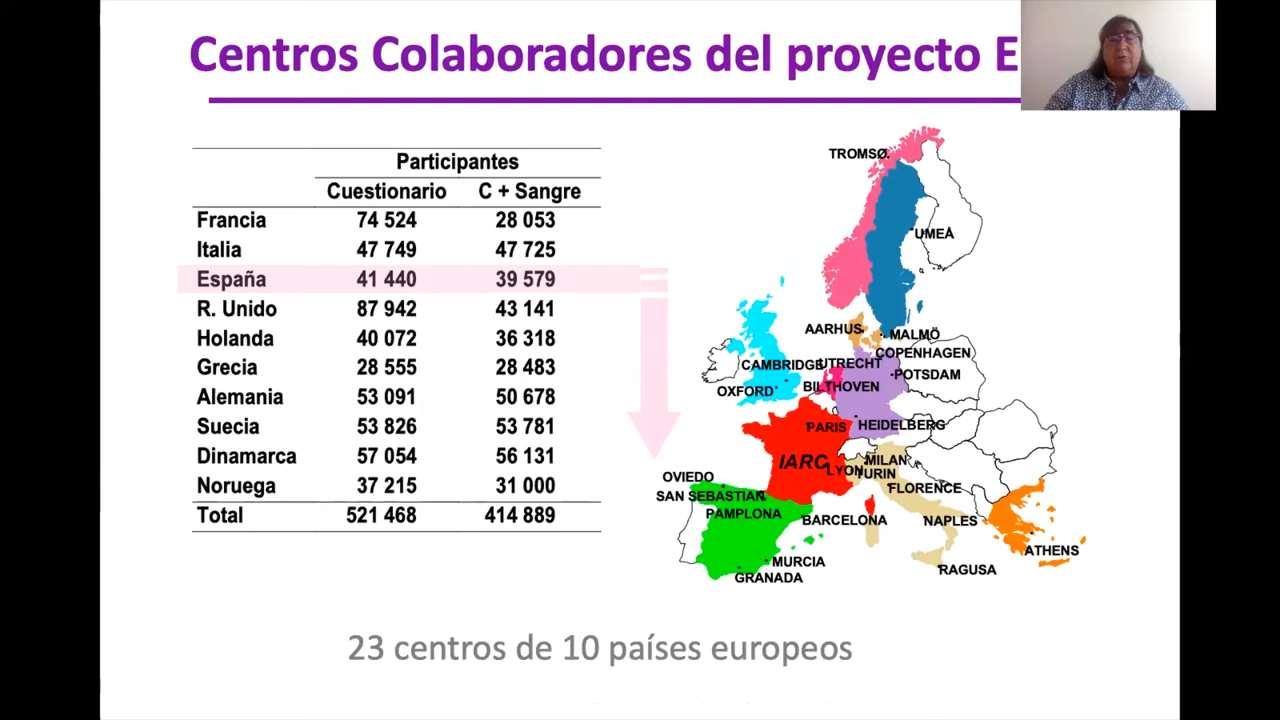 Centros Colaboradores del proyecto E
Participantes
Cuestionario C + Sangre
Francia 74 524 28 053
Italia 47 749 47 725
España 41 440 39 579
R. Unido 87 942 43 141
Holanda 40 072 36 318
Grecia 28 555 28 483
Alemania 53 091 50 678
Suecia 53 826 53 781
Dinamarca 57 054 56 131
Noruega 37 215 31 000
Total 521 468 414 889
TROMSØ
UMEÅ
AARHUS
MALMÖ
COPENHAGEN
CAMBRIDGE
UTRECHT
POTSDAM
OXFORD
BILTHOVEN
PARIS
HEIDELBERG
IARC
LYON
MILAN
TURIN
OVIEDO
FLORENCE
SAN SEBASTIAN
PAMPLONA
BARCELONA
NAPLES
ATHENS
MURCIA
RAGUSA
GRANADA
23 centros de 10 países europeos